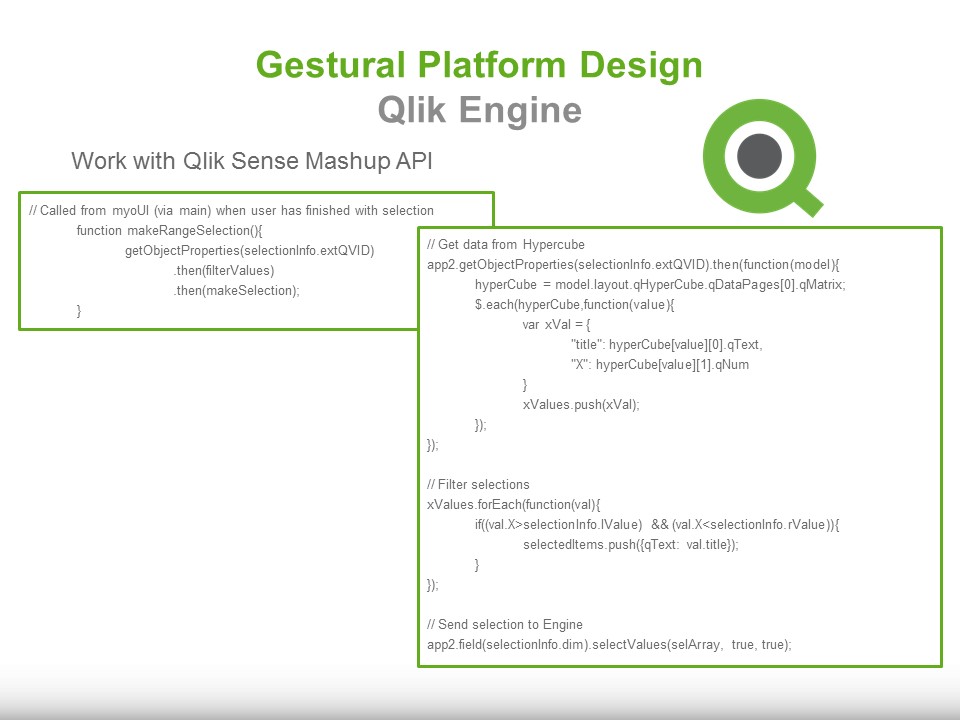 Gestural Platform Design
Qlik Engine
Work with Qlik Sense Mashup API
// Called from myoUI (via main) when user has finished with selection
function makeRangeSelection(){
getObjectProperties(selectionInfo.extQVID)
.then(filterValues)
.then(makeSelection);
}
// Get data from Hypercube
app2.getObjectProperties(selectionInfo.extQVID).then(function(model){
hyperCube = model.layout.qHyperCube.qDataPages[0].qMatrix;
$.each(hyperCube,function(value){
var xVal = {
"title": hyperCube[value][0].qText,
"X": hyperCube[value][1].qNum
}
xValues.push(xVal);
});
});
// Filter selections
xValues.forEach(function(val){
if((val.X>selectionInfo.lValue) && (val.X<selectionInfo.rValue)){
selectedItems.push({qText: val.title});
}
});
// Send selection to Engine
app2.field(selectionInfo.dim).selectValues(selArray, true, true);